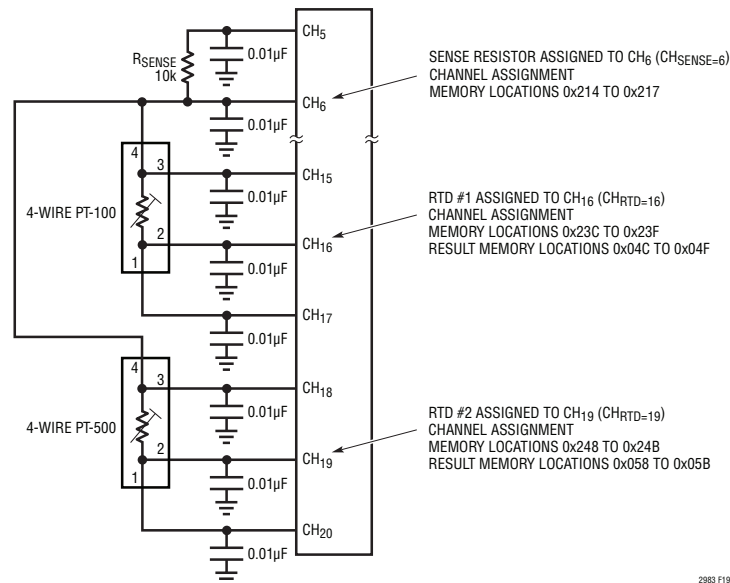 CH5
0.01µF
RSENSE
10k
SENSE RESISTOR ASSIGNED TO CH6 (CHSENSE=6)
CHANNEL ASSIGNMENT
MEMORY LOCATIONS 0x214 TO 0x217
CH6
0.01µF
4
3
CH15
0.01µF
4-WIRE PT-100
2
1
CH16
0.01µF
RTD #1 ASSIGNED TO CH16 (CHRTD=16)
CHANNEL ASSIGNMENT
MEMORY LOCATIONS 0x23C TO 0x23F
RESULT MEMORY LOCATIONS 0x04C TO 0x04F
CH17
0.01µF
4
3
CH18
0.01µF
4-WIRE PT-500
2
1
CH19
0.01µF
RTD #2 ASSIGNED TO CH19 (CHRTD=19)
CHANNEL ASSIGNMENT
MEMORY LOCATIONS 0x248 TO 0x24B
RESULT MEMORY LOCATIONS 0x058 TO 0x05B
CH20
0.01µF
2983 F19